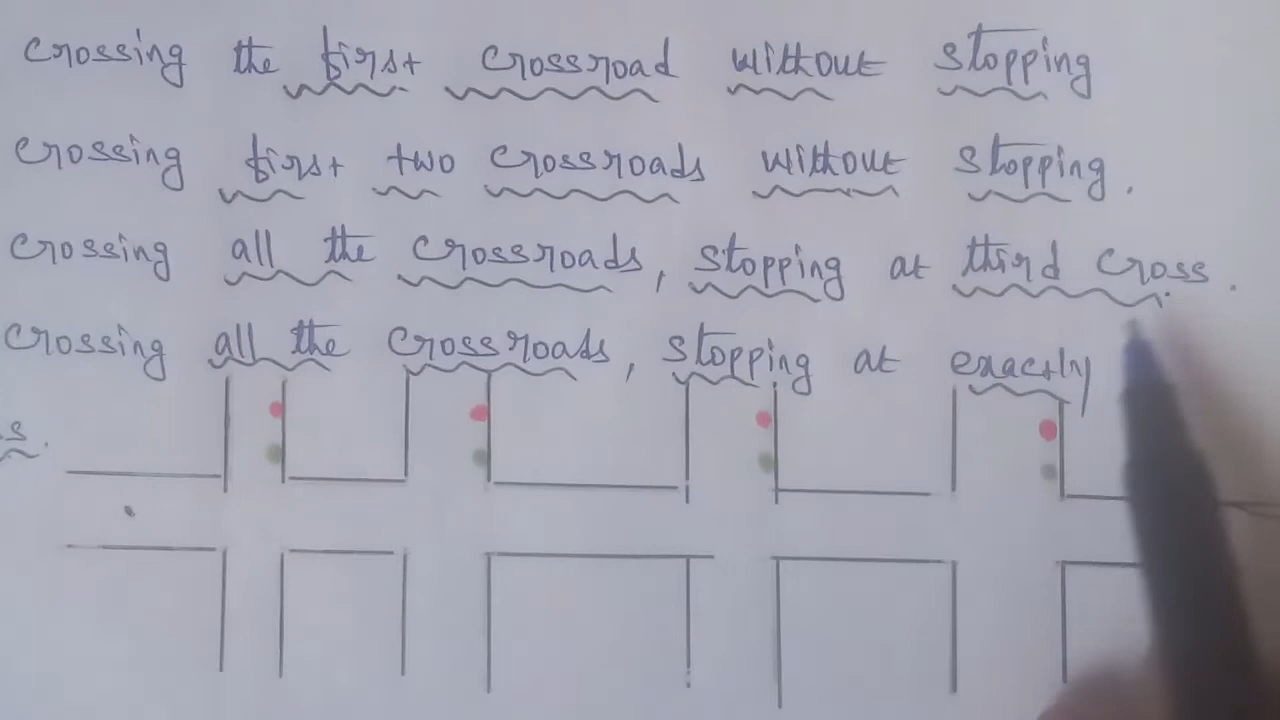 crossing the first crossroad without stopping
crossing first two crossroads without stopping.
crossing all the crossroads, stopping at third cross.
crossing all the crossroads, stopping at exactly
s.